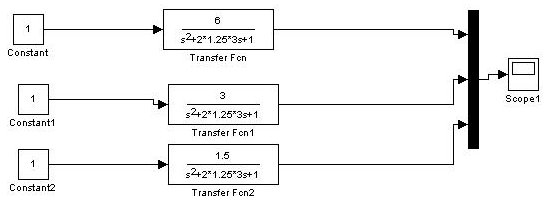 1
6
s²+2*1.25*3s+1
Constant
Transfer Fcn
1
3
s²+2*1.25*3s+1
Scope1
Constant1
Transfer Fcn1
1
1.5
s²+2*1.25*3s+1
Constant2
Transfer Fcn2